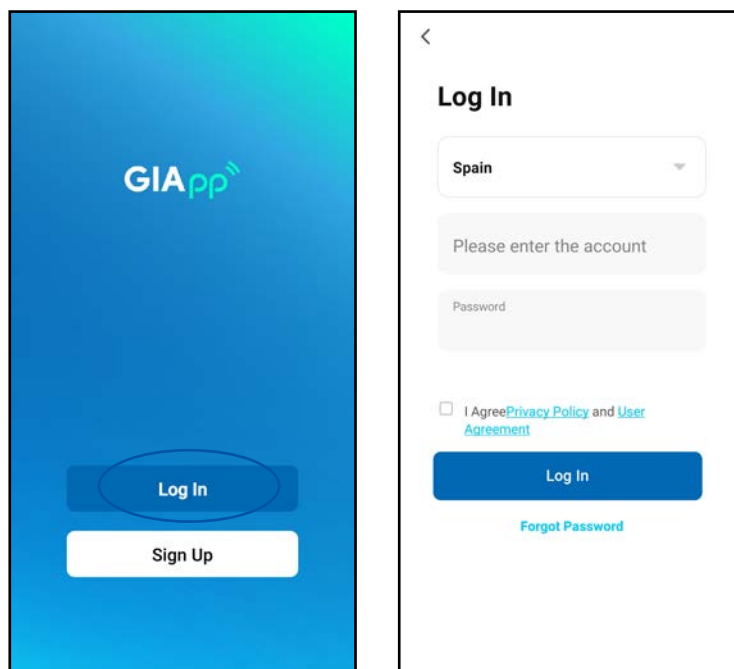 GIApp
Log In
Sign Up
Log In
Spain
Please enter the account
Password
I AgreePrivacy Policy and User
Agreement
Log In
Forgot Password